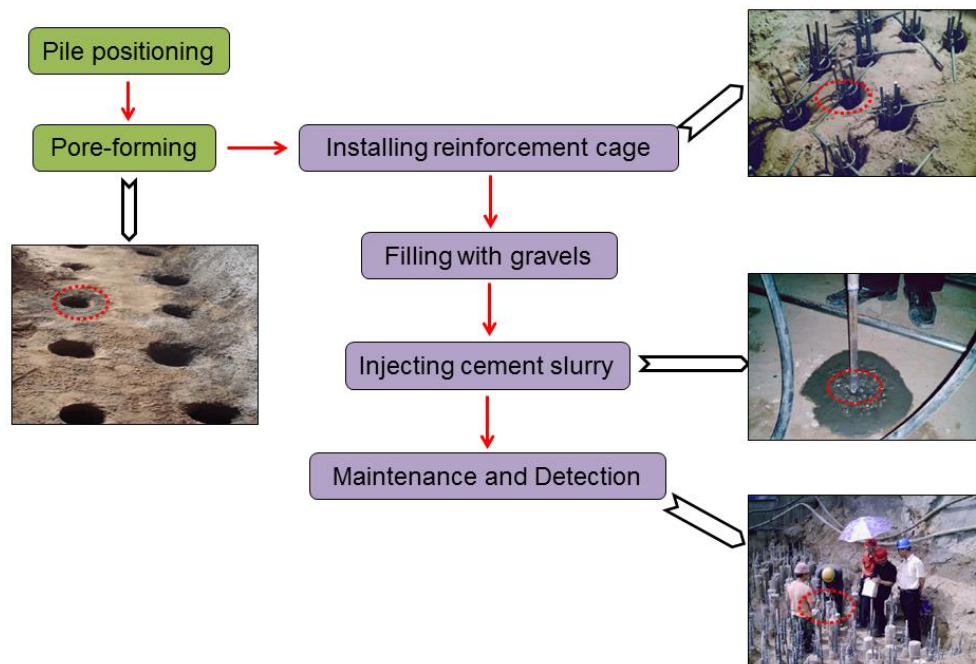 Pile positioning
Pore-forming
Installing reinforcement cage
Filling with gravels
Injecting cement slurry
Maintenance and Detection